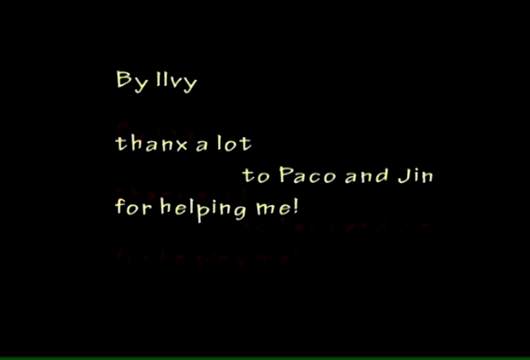 By Ilvy
thanx a lot
to Paco and Jin
for helping me!